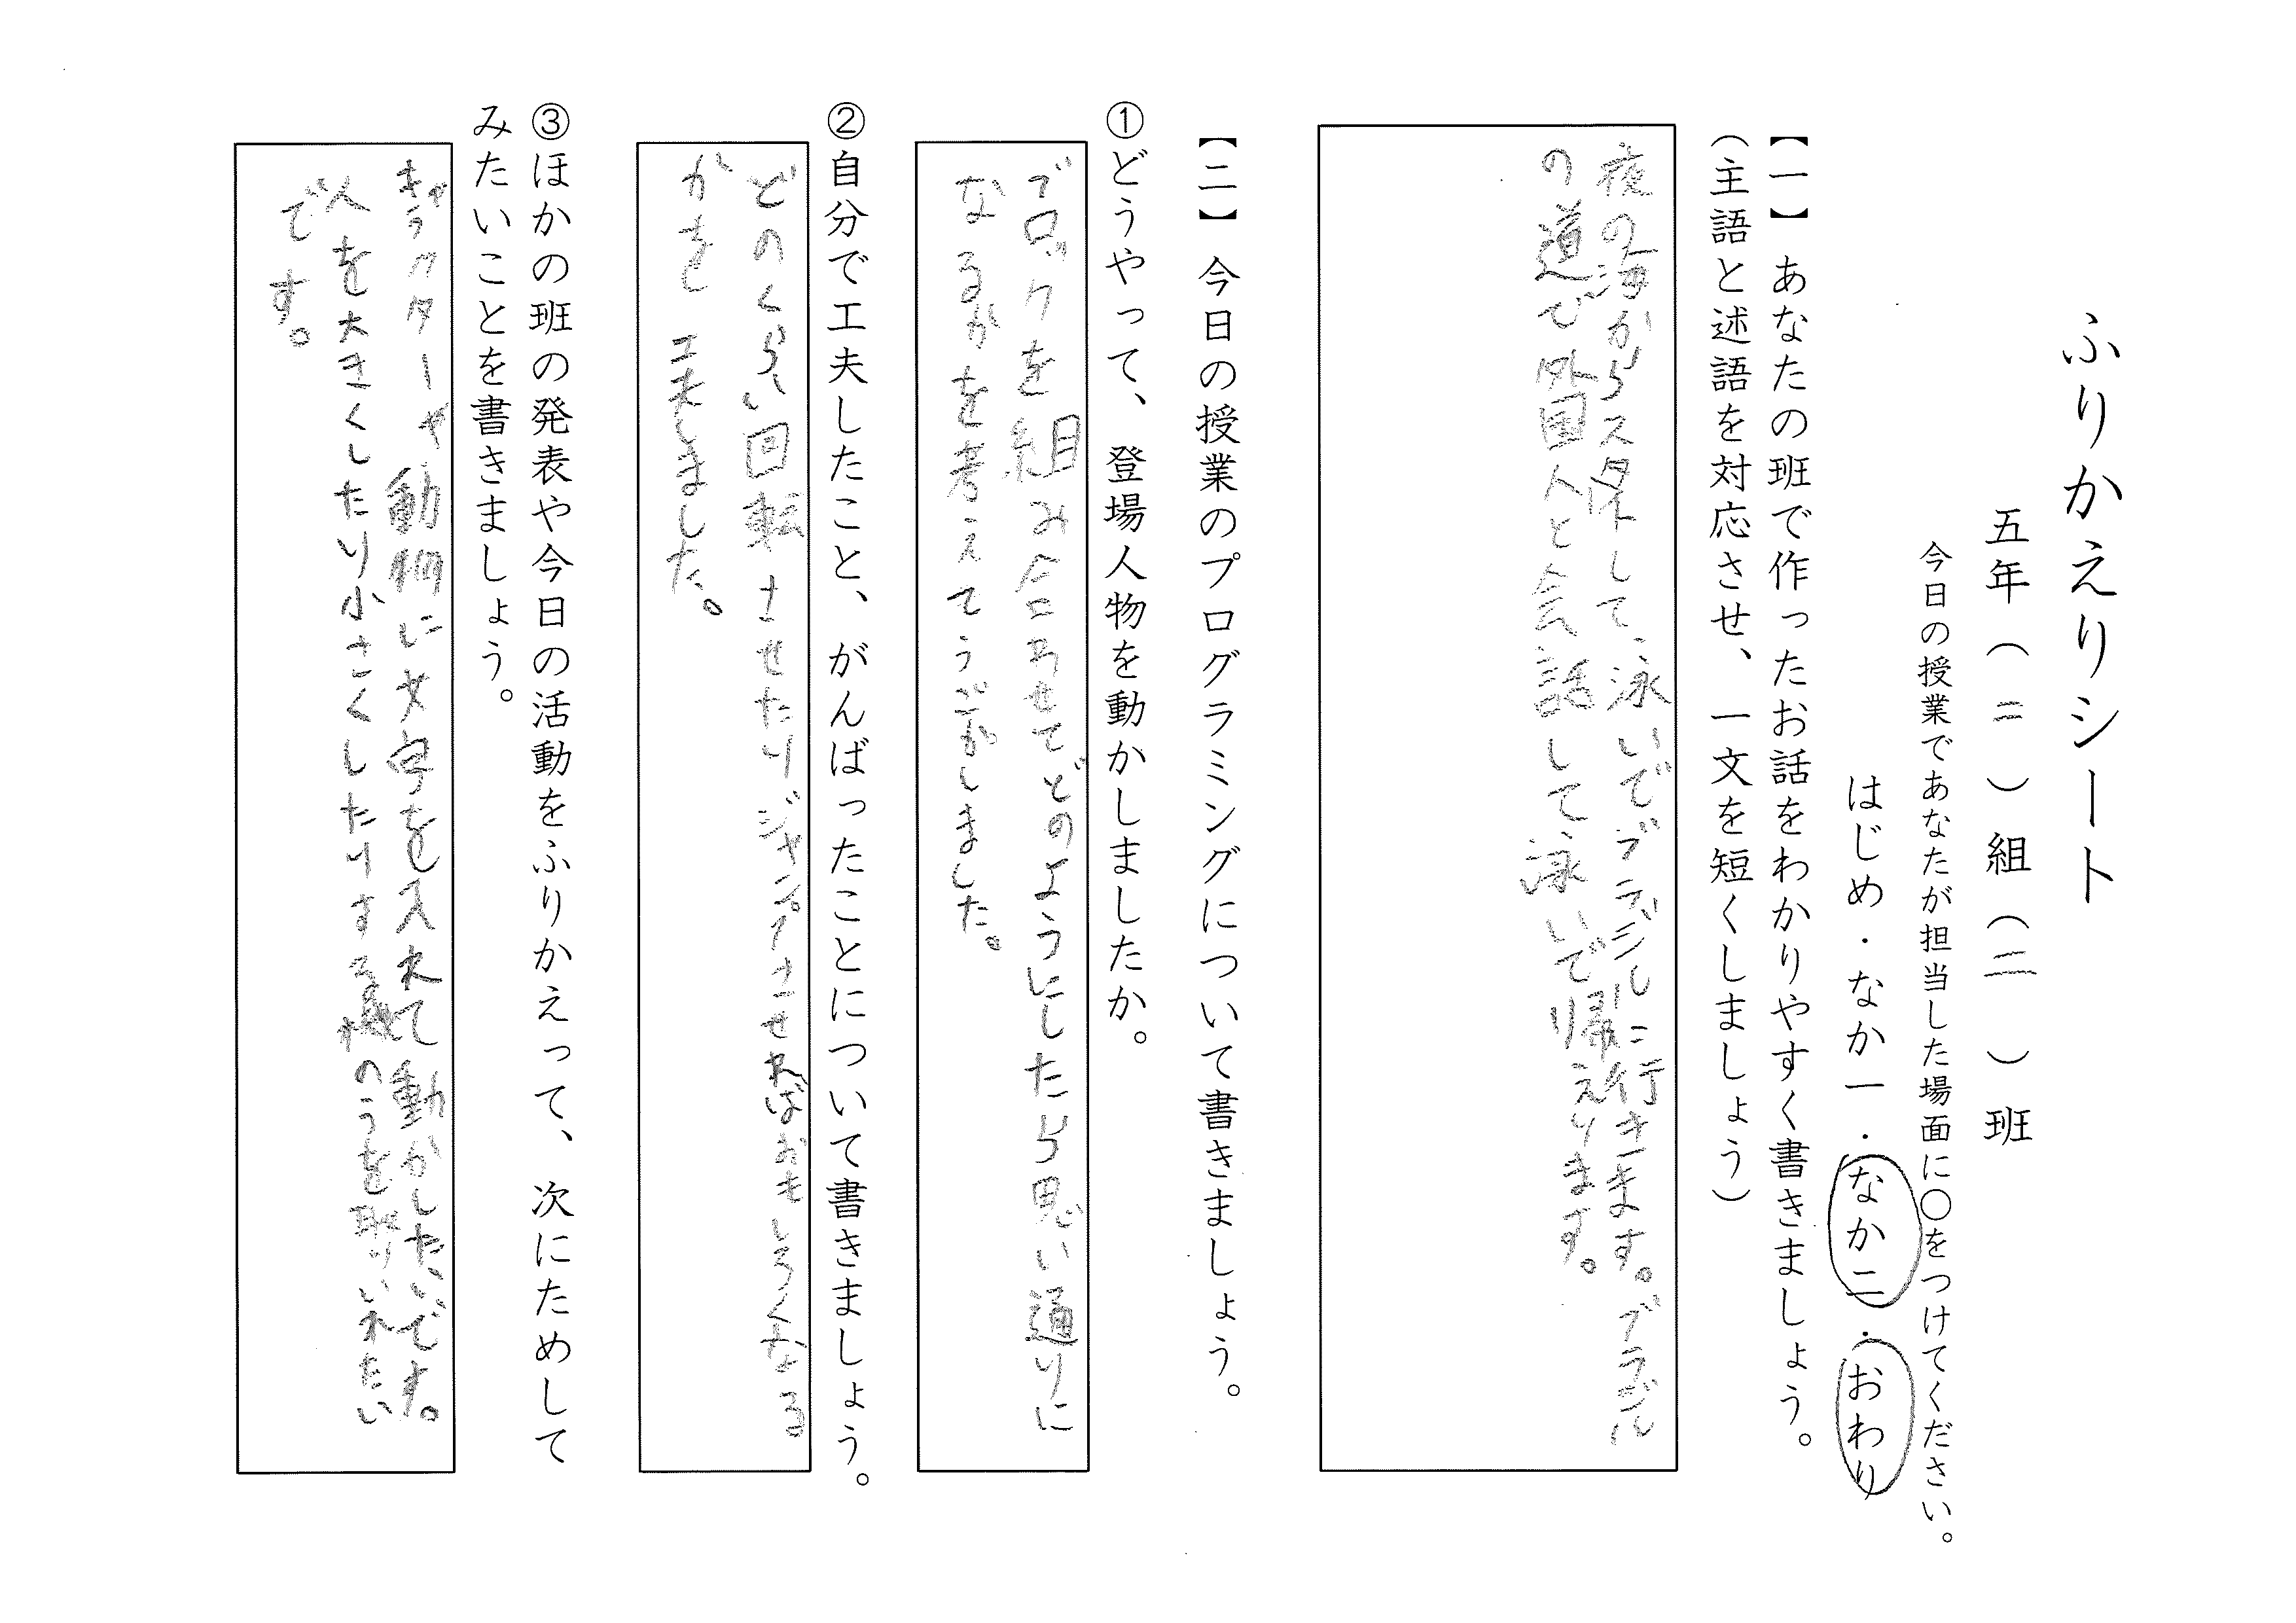 ふりかえりシート
五年（二）組（二）班
今日の授業であなたが担当した場面に○をつけてください。
はじめ・なか一・なか二・おわり
【一】あなたの班で作ったお話をわかりやすく書きましょう。
（主語と述語を対応させ、一文を短くしましょう）
夜の海からスタートして、泳いでブラジルに行きます。ブラジル
の道で外国人と会話して泳いで帰えります。
【二】今日の授業のプログラミングについて書きましょう。
①どうやって、登場人物を動かしましたか。
ブロックを組み合わせてどのようにしたら思い通りに
なるかを考えてうごかしました。
②自分で工夫したこと、がんばったことについて書きましょう。
どのくらい回転させたりジャンプさせればおもしろくなる
かを工夫しました。
③ほかの班の発表や今日の活動をふりかえって、次にためして
みたいことを書きましょう。
キャラクターや動物に文字を入れて動かしたいです。
人を大きくしたり小さくしたりする機のうを取りいれたい
です。